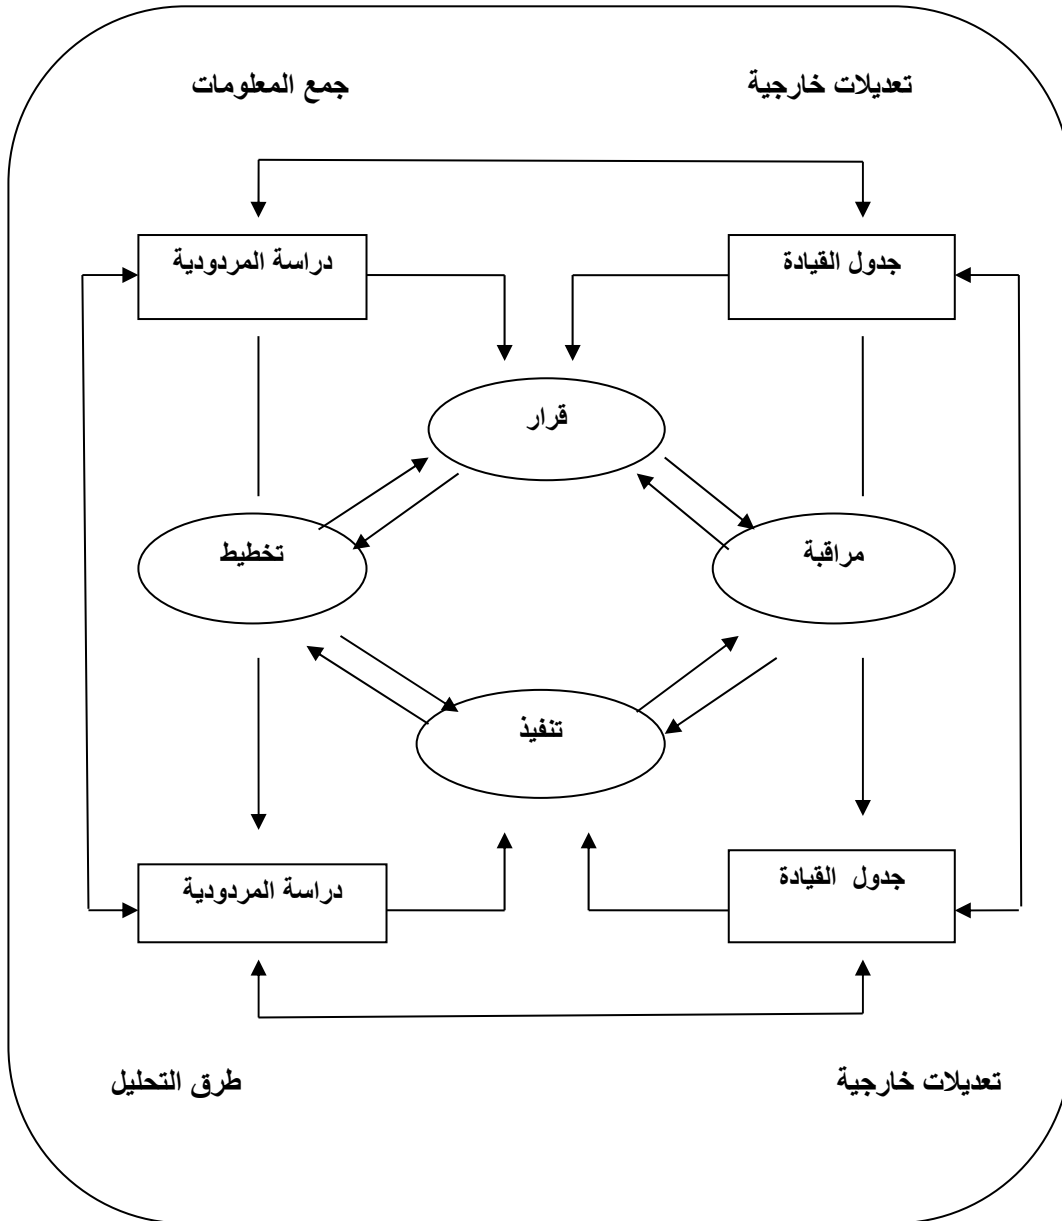 تعديلات خارجية
جمع المعلومات
جدول القيادة
دراسة المردودية
قرار
مراقبة
تخطيط
تنفيذ
جدول القيادة
دراسة المردودية
تعديلات خارجية
طرق التحليل